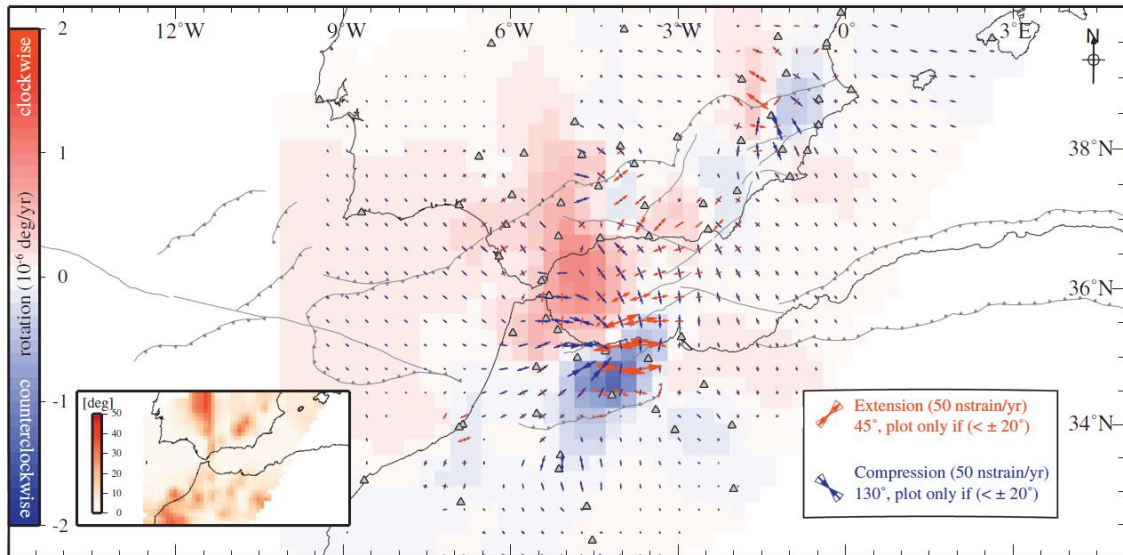 2
1
0
-1
-2
clockwise
rotation (10⁻⁶ deg/yr)
counterclockwise
12˚W
9˚W
6˚W
3˚W
0˚
3˚E
N
38˚N
36˚N
34˚N
[deg]
50
40
30
20
10
0
Extension (50 nstrain/yr)
45˚, plot only if (< ± 20˚)
Compression (50 nstrain/yr)
130˚, plot only if (< ± 20˚)